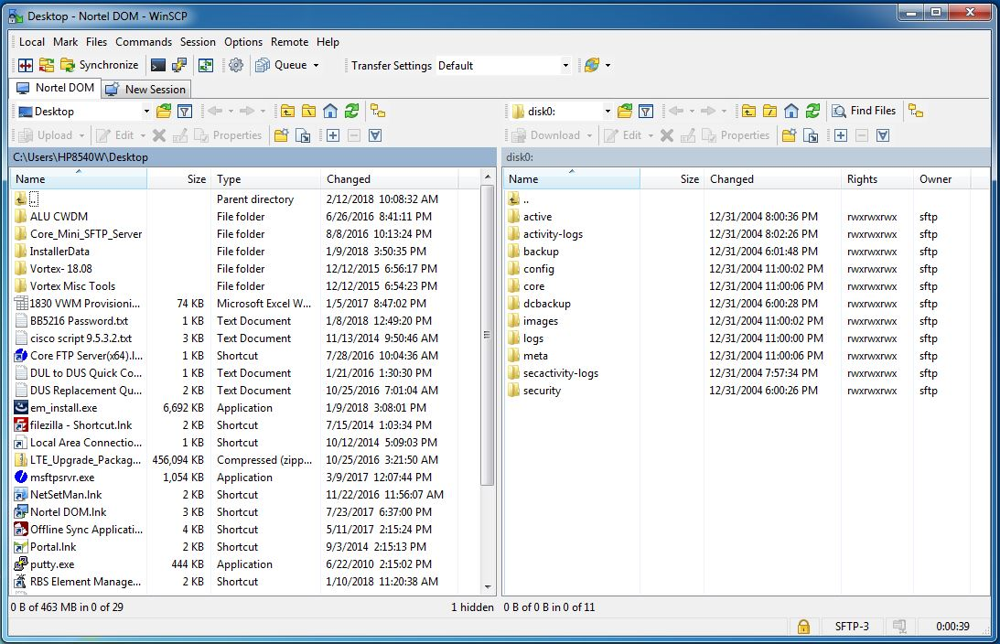 Desktop - Nortel DOM - WinSCP
Local Mark Files Commands Session Options Remote Help
Synchronize Queue Transfer Settings Default
Nortel DOM New Session
Desktop disk0: Find Files
Upload Edit Properties Download Edit Properties
C:\Users\HP8540W\Desktop disk0:
Name Size Type Changed Name Size Changed Rights Owner
.. Parent directory 2/12/2018 10:08:32 AM ..
ALU CWDM File folder 6/26/2016 8:41:11 PM active 12/31/2004 8:00:36 PM rwxrwxrwx sftp
Core_Mini_SFTP_Server File folder 8/8/2016 10:13:24 PM activity-logs 12/31/2004 8:02:26 PM rwxrwxrwx sftp
InstallerData File folder 1/9/2018 3:50:35 PM backup 12/31/2004 6:01:48 PM rwxrwxrwx sftp
Vortex- 18.08 File folder 12/12/2015 6:56:17 PM config 12/31/2004 11:00:02 PM rwxrwxrwx sftp
Vortex Misc Tools File folder 12/12/2015 6:54:23 PM core 12/31/2004 11:00:06 PM rwxrwxrwx sftp
1830 VWM Provisioni... 74 KB Microsoft Excel W... 1/5/2017 8:47:02 PM dcbackup 12/31/2004 6:00:28 PM rwxrwxrwx sftp
BB5216 Password.txt 1 KB Text Document 1/8/2018 12:49:20 PM images 12/31/2004 11:00:02 PM rwxrwxrwx sftp
cisco script 9.5.3.2.txt 3 KB Text Document 11/13/2014 9:50:46 AM logs 12/31/2004 11:00:00 PM rwxrwxrwx sftp
Core FTP Server(x64).l... 1 KB Shortcut 7/28/2016 10:04:36 AM meta 12/31/2004 11:00:06 PM rwxrwxrwx sftp
DUL to DUS Quick Co... 1 KB Text Document 1/21/2016 1:30:30 PM secactivity-logs 12/31/2004 7:57:34 PM rwxrwxrwx sftp
DUS Replacement Qu... 2 KB Text Document 10/25/2016 7:01:04 AM security 12/31/2004 6:00:26 PM rwxrwxrwx sftp
em_install.exe 6,692 KB Application 1/9/2018 3:08:01 PM
filezilla - Shortcut.lnk 2 KB Shortcut 7/15/2014 1:03:34 PM
Local Area Connectio... 1 KB Shortcut 10/12/2014 5:09:03 PM
LTE_Upgrade_Packag... 456,094 KB Compressed (zipp... 10/25/2016 3:21:50 AM
msftpsrvr.exe 1,054 KB Application 3/9/2017 12:07:44 PM
NetSetMan.lnk 2 KB Shortcut 11/22/2016 11:56:07 AM
Nortel DOM.lnk 3 KB Shortcut 7/23/2017 6:37:00 PM
Offline Sync Applicati... 4 KB Shortcut 5/11/2017 2:15:24 PM
Portal.lnk 2 KB Shortcut 9/3/2014 2:15:13 PM
putty.exe 444 KB Application 6/22/2010 2:15:02 PM
RBS Element Manage... 2 KB Shortcut 1/10/2018 11:20:38 AM
0 B of 463 MB in 0 of 29 1 hidden 0 B of 0 B in 0 of 11
SFTP-3 0:00:39